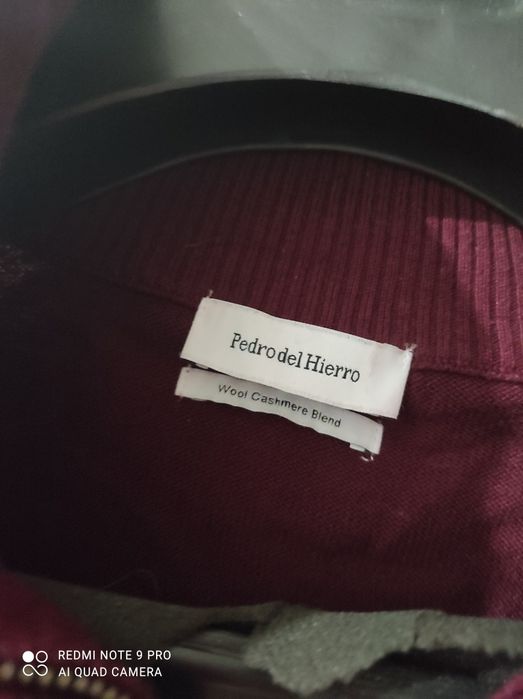 Pedro del Hierro
Wool Cashmere Blend
REDMI NOTE 9 PRO
AI QUAD CAMERA